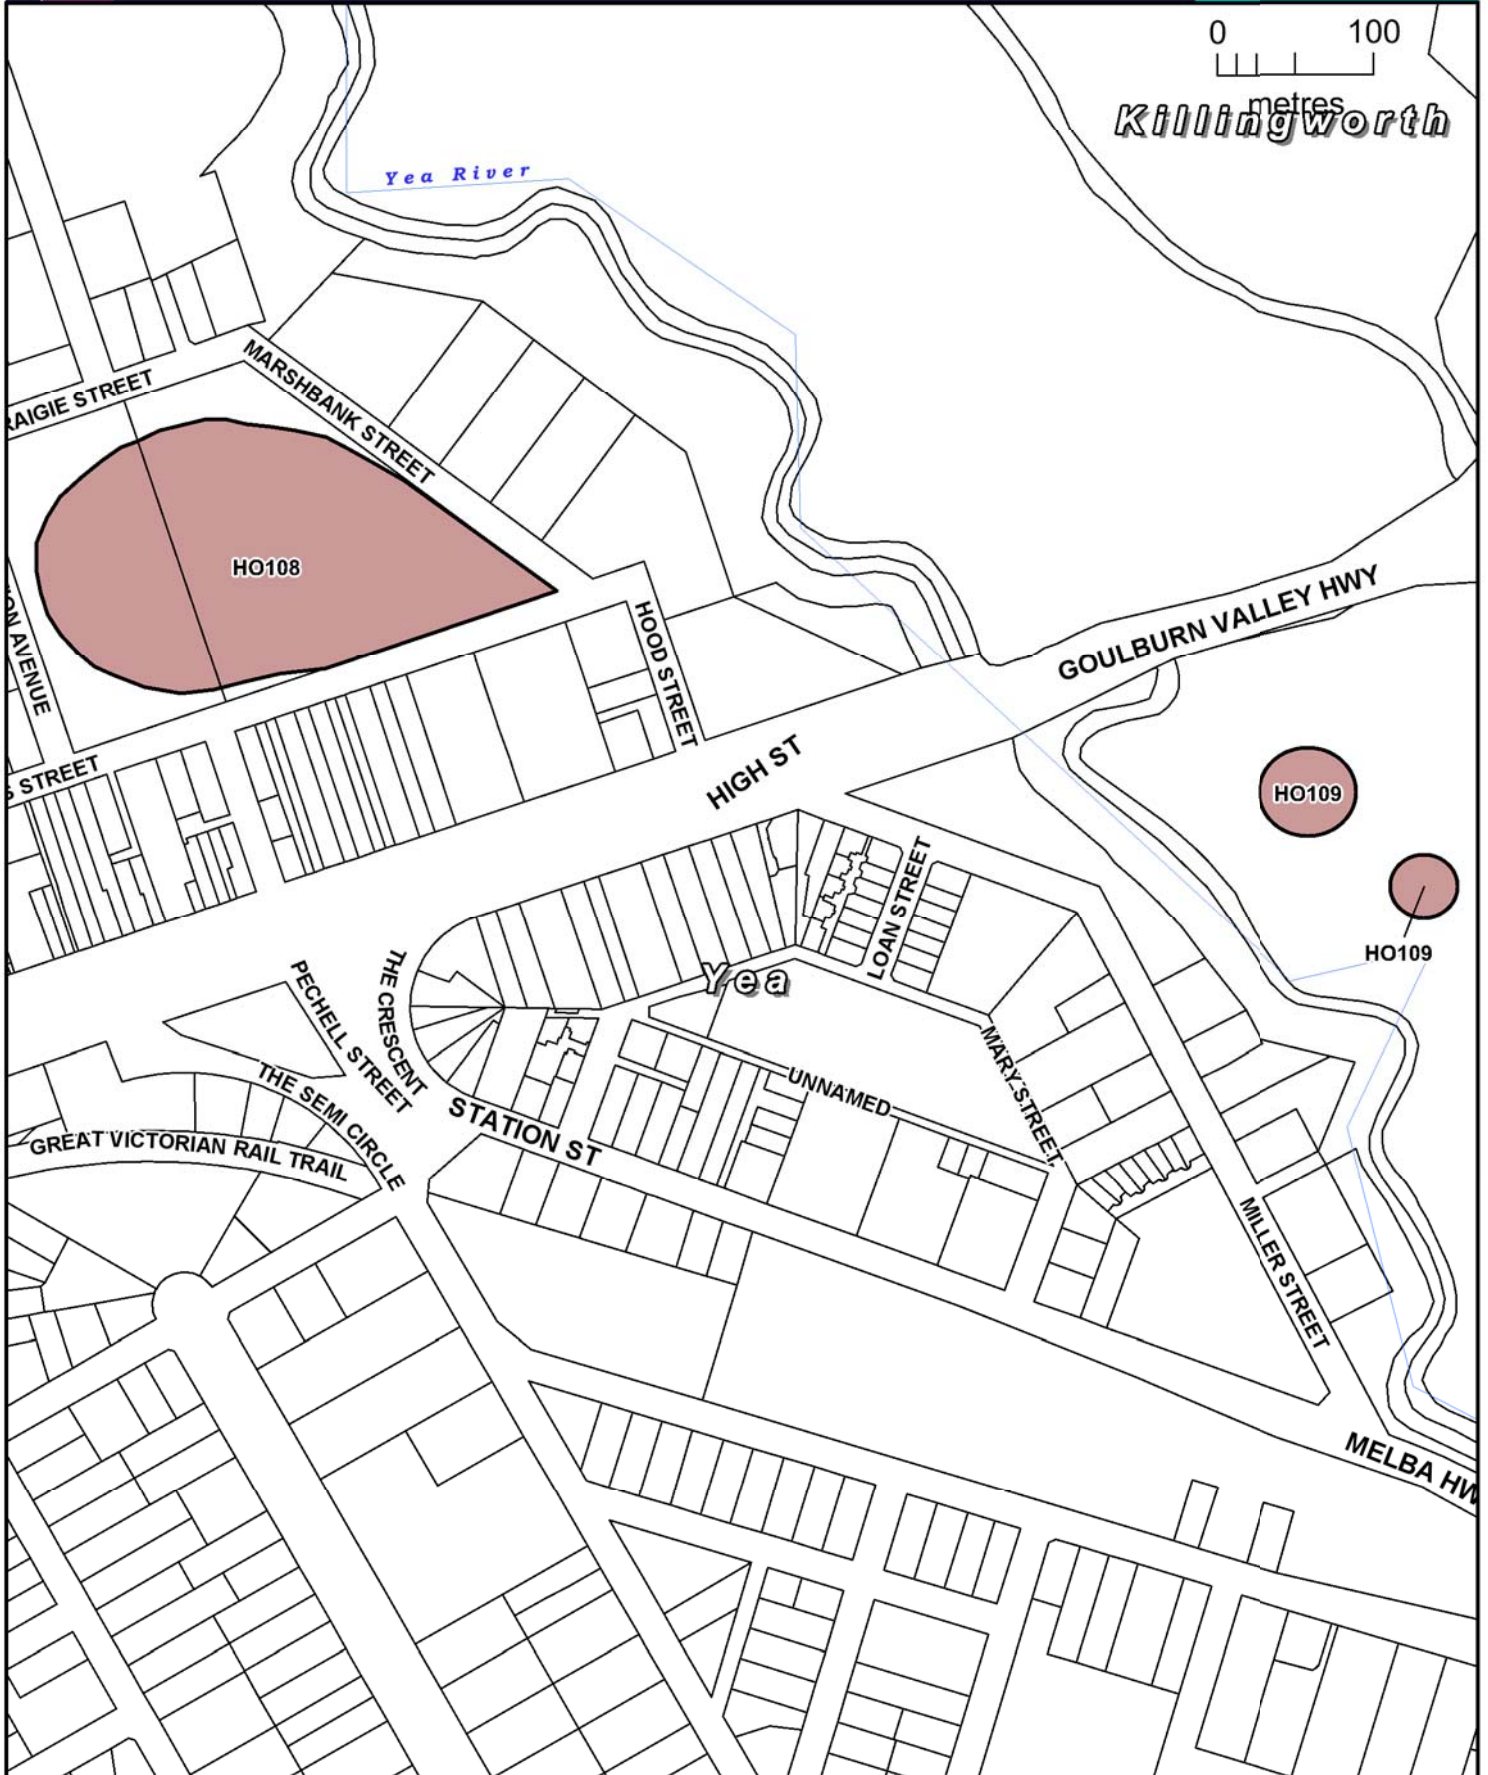 0 100
metres
Killingworth
Yea River
MARSHBANK STREET
RAIGIE STREET
HO108
HOOD STREET
GOULBURN VALLEY HWY
ON AVENUE
HIGH ST
S STREET
HO109
LOAN STREET
HO109
THE CRESCENT
PECHELL STREET
Yea
MARY STREET
UNNAMED
THE SEMI CIRCLE
STATION ST
GREAT VICTORIAN RAIL TRAIL
MILLER STREET
MELBA HW